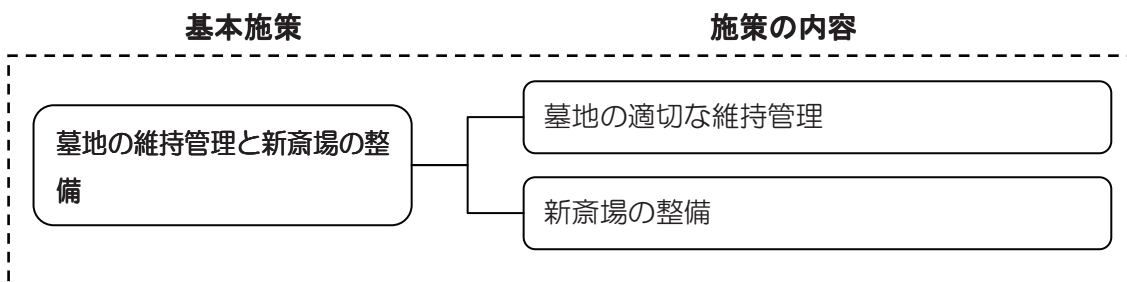 基本施策
施策の内容
墓地の維持管理と新斎場の整
備
墓地の適切な維持管理
新斎場の整備